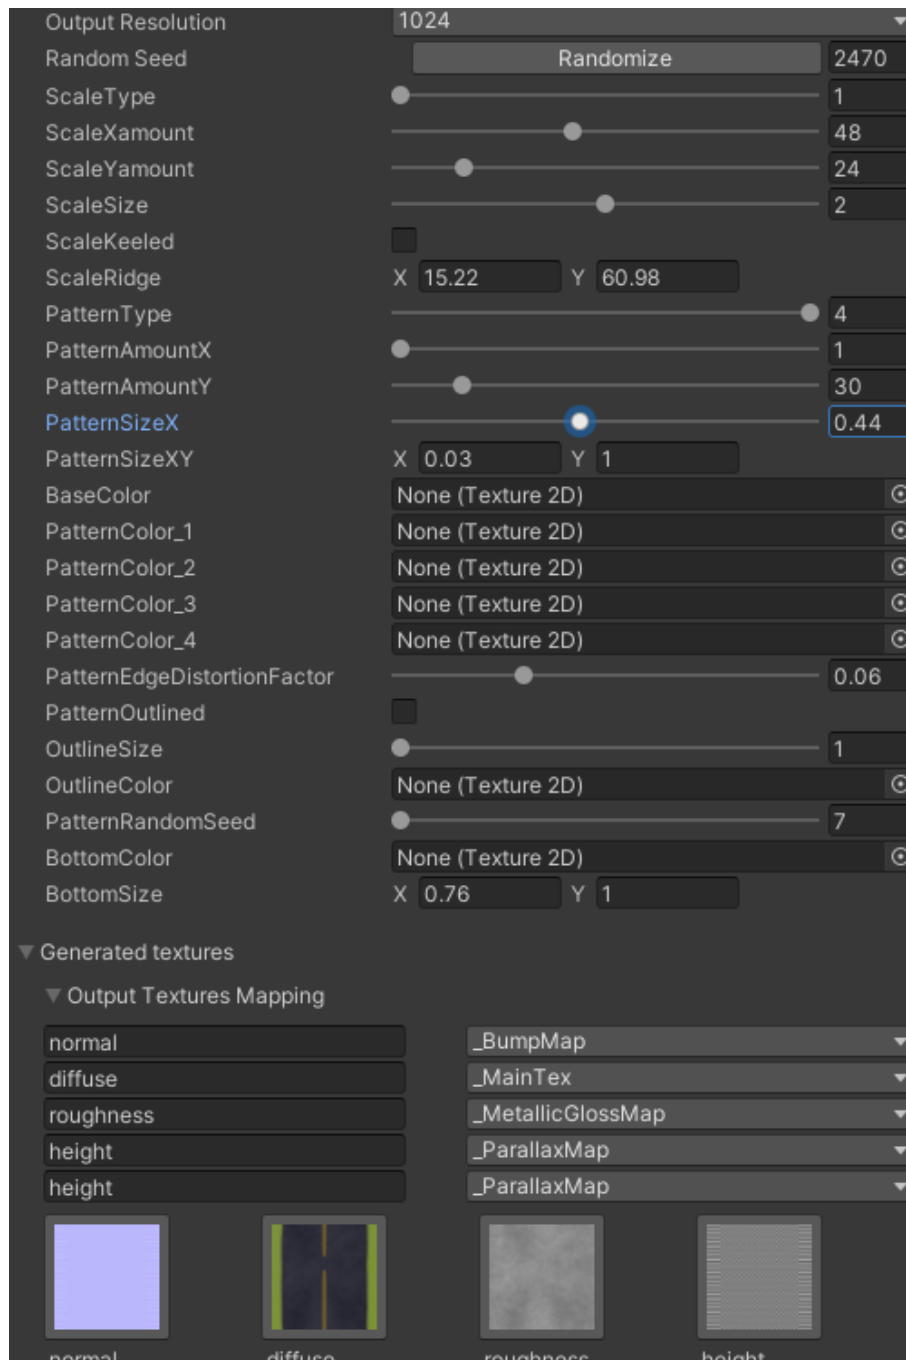 Output Resolution 1024
Random Seed Randomize 2470
ScaleType 1
ScaleXamount 48
ScaleYamount 24
ScaleSize 2
ScaleKeeled
ScaleRidge X 15.22 Y 60.98
PatternType 4
PatternAmountX 1
PatternAmountY 30
PatternSizeX 0.44
PatternSizeXY X 0.03 Y 1
BaseColor None (Texture 2D)
PatternColor_1 None (Texture 2D)
PatternColor_2 None (Texture 2D)
PatternColor_3 None (Texture 2D)
PatternColor_4 None (Texture 2D)
PatternEdgeDistortionFactor 0.06
PatternOutlined
OutlineSize 1
OutlineColor None (Texture 2D)
PatternRandomSeed 7
BottomColor None (Texture 2D)
BottomSize X 0.76 Y 1
Generated textures
Output Textures Mapping
normal _BumpMap
diffuse _MainTex
roughness _MetallicGlossMap
height _ParallaxMap
height _ParallaxMap
normal diffuse roughness height